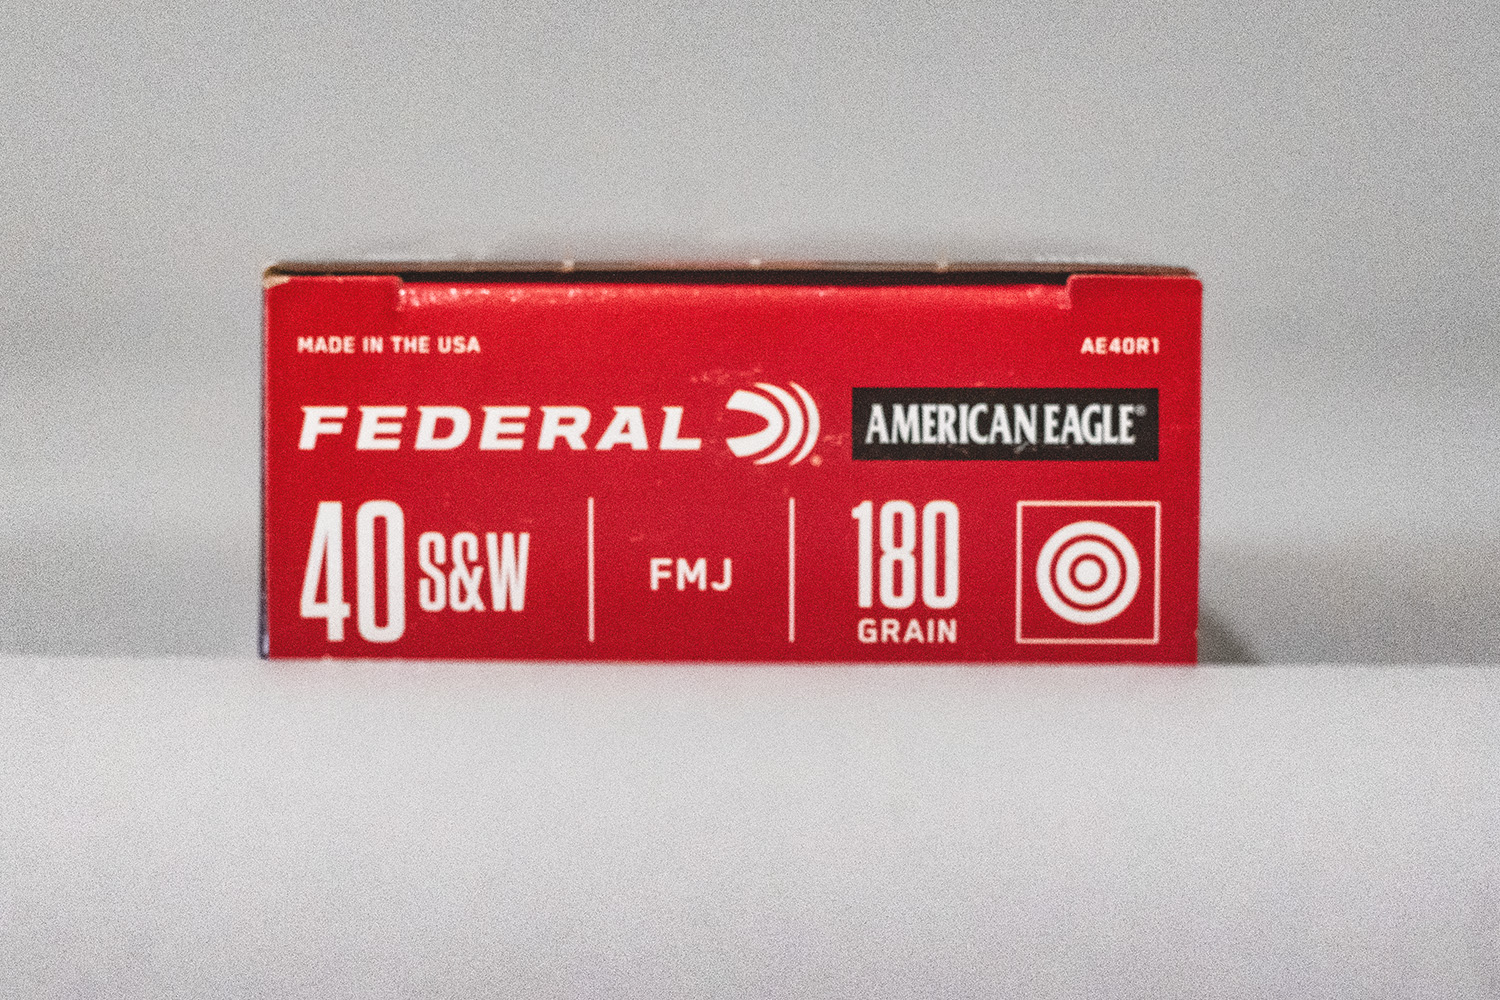 MADE IN THE USA
AE40R1
FEDERAL
AMERICAN EAGLE®
40 S&W
FMJ
180
GRAIN